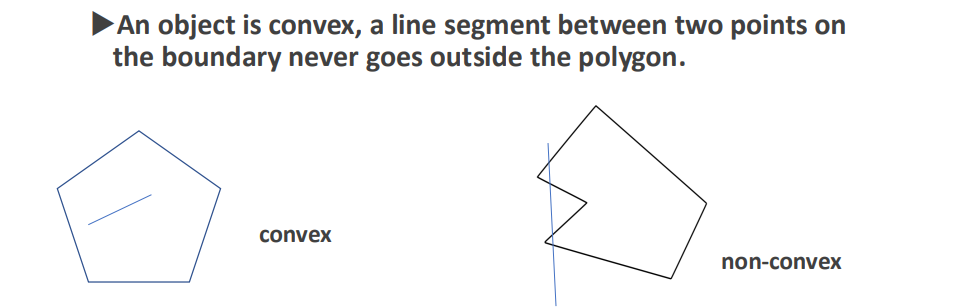 ▶An object is convex, a line segment between two points on
the boundary never goes outside the polygon.
convex
non-convex